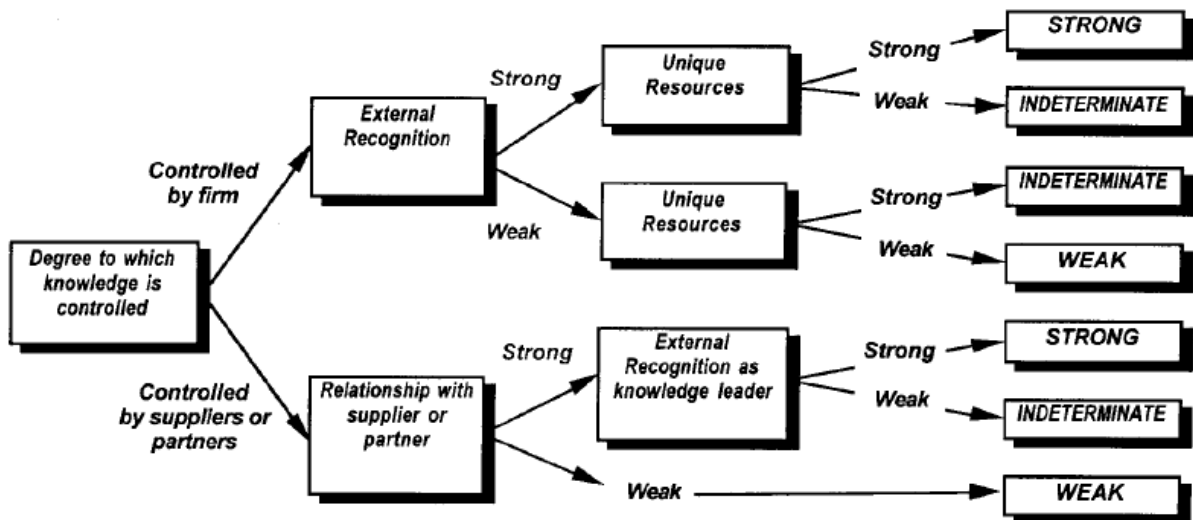 STRONG
Strong
Unique
Resources
Strong
Weak
INDETERMINATE
External
Recognition
Controlled
by firm
Unique
Resources
Strong
INDETERMINATE
Weak
Weak
WEAK
Degree to which
knowledge is
controlled
Controlled
by suppliers or
partners
Relationship with
supplier or
partner
Strong
External
Recognition as
knowledge leader
Strong
STRONG
Weak
INDETERMINATE
Weak
WEAK